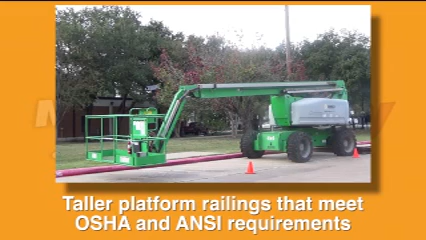 Taller platform railings that meet
OSHA and ANSI requirements